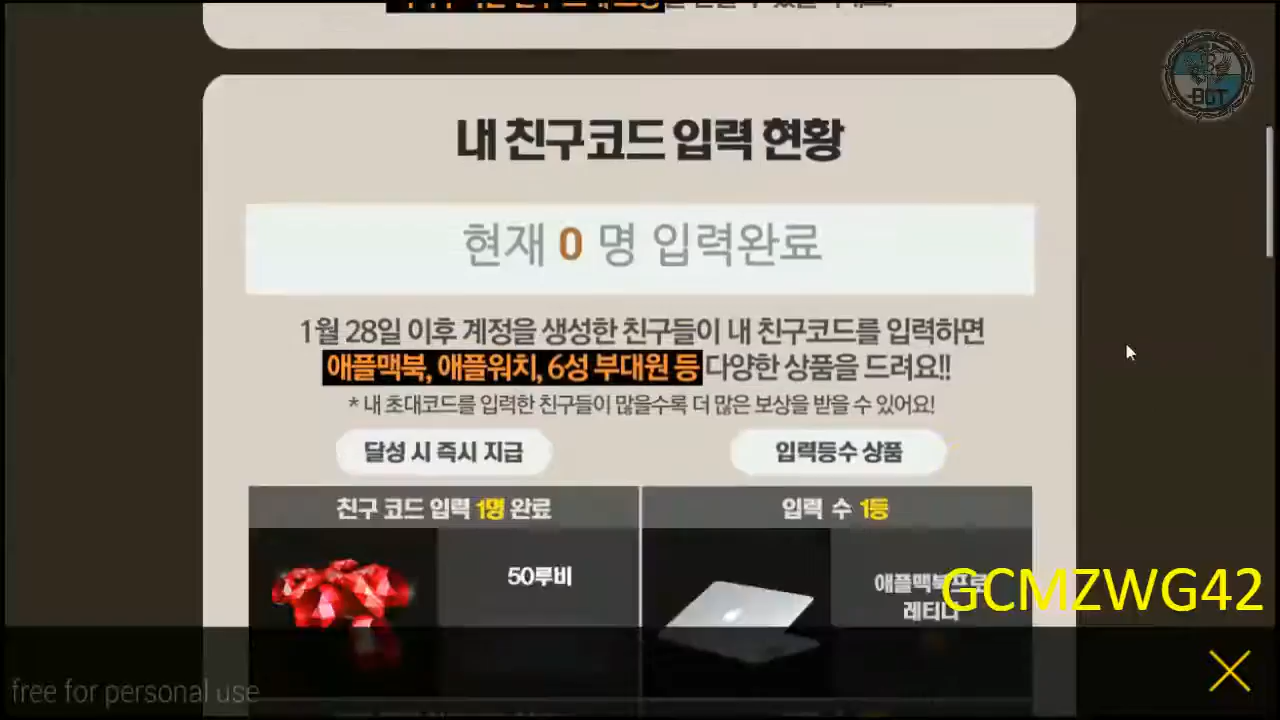 내 친구코드 입력 현황
현재 0 명 입력완료
1월 28일 이후 계정을 생성한 친구들이 내 친구코드를 입력하면
애플맥북, 애플워치, 6성 부대원 등 다양한 상품을 드려요!!
* 내 초대코드를 입력한 친구들이 많을수록 더 많은 보상을 받을 수 있어요!
달성 시 즉시 지급
입력등수 상품
친구 코드 입력 1명 완료
입력 수 1등
50루비
애플맥북프로
레티나
GCMZWG42
free for personal use
BOT